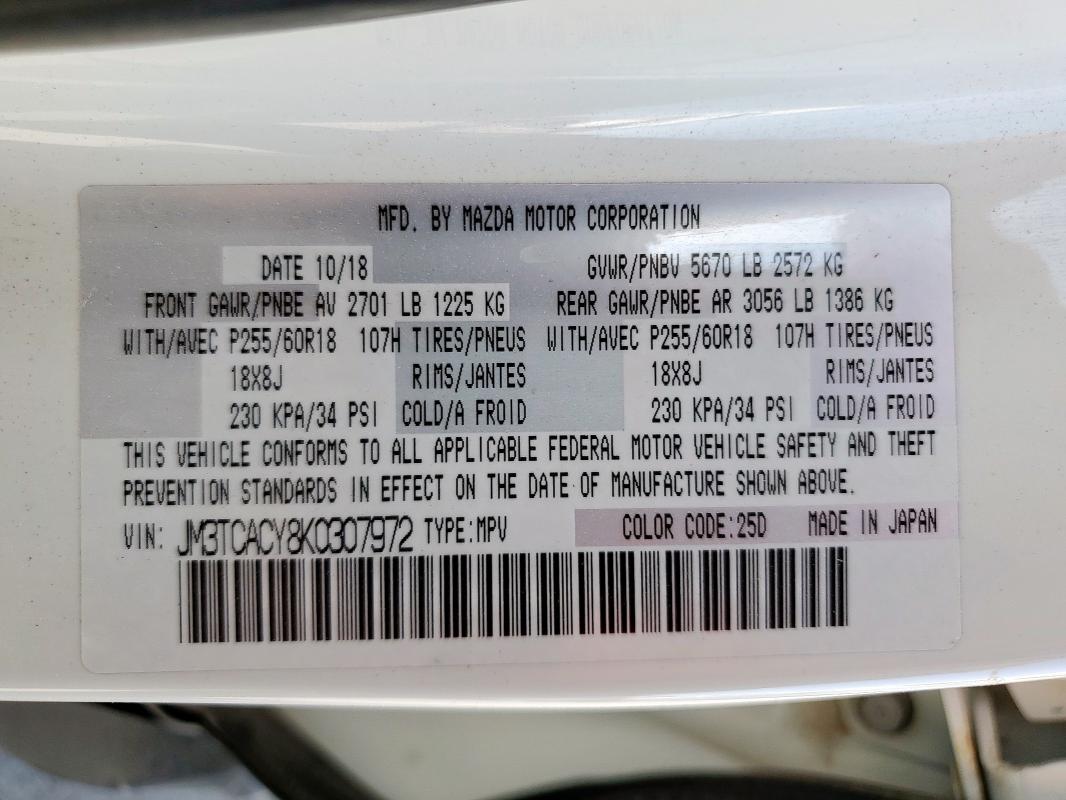 MFD. BY MAZDA MOTOR CORPORATION
DATE 10/18 GVWR/PNBV 5670 LB 2572 KG
FRONT GAWR/PNBE AV 2701 LB 1225 KG REAR GAWR/PNBE AR 3056 LB 1386 KG
WITH/AVEC P255/60R18 107H TIRES/PNEUS WITH/AVEC P255/60R18 107H TIRES/PNEUS
18X8J RIMS/JANTES 18X8J RIMS/JANTES
230 KPA/34 PSI COLD/A FROID 230 KPA/34 PSI COLD/A FROID
THIS VEHICLE CONFORMS TO ALL APPLICABLE FEDERAL MOTOR VEHICLE SAFETY AND THEFT
PREVENTION STANDARDS IN EFFECT ON THE DATE OF MANUFACTURE SHOWN ABOVE.
VIN: JM3TCACY8K0307972 TYPE:MPV COLOR CODE:25D MADE IN JAPAN